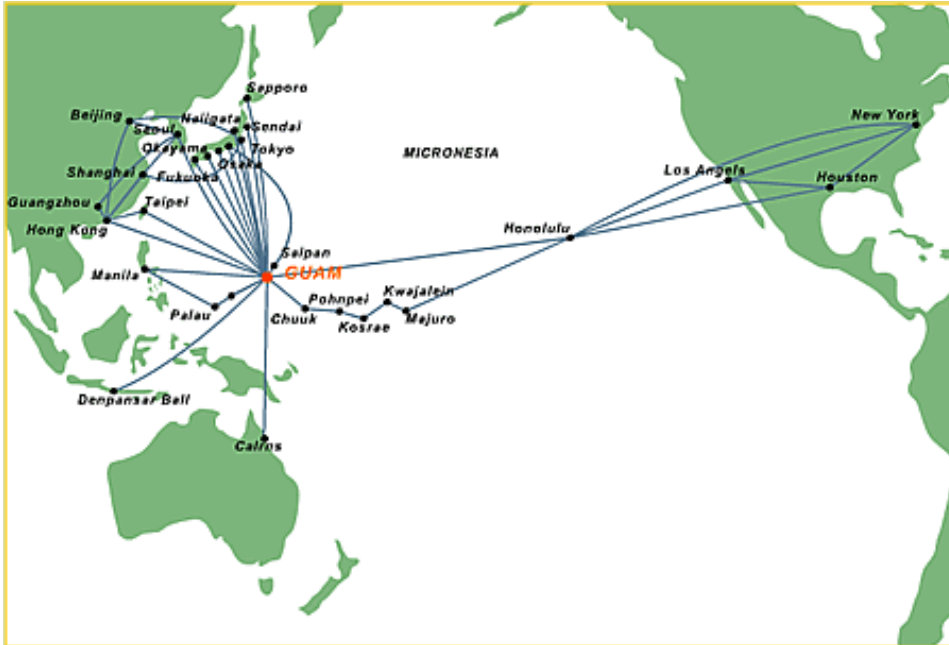 Sapporo
Beijing
Naiigata
Sendai
Seoul
Okayama
Tokyo
Osaka
Fukuoka
Shanghai
Guangzhou
Taipei
Hong Kong
MICRONESIA
New York
Los Angels
Houston
Honolulu
Saipan
GUAM
Manila
Palau
Chuuk
Pohnpei
Kwajalein
Kosrae
Majuro
Denpansar Bali
Cairns